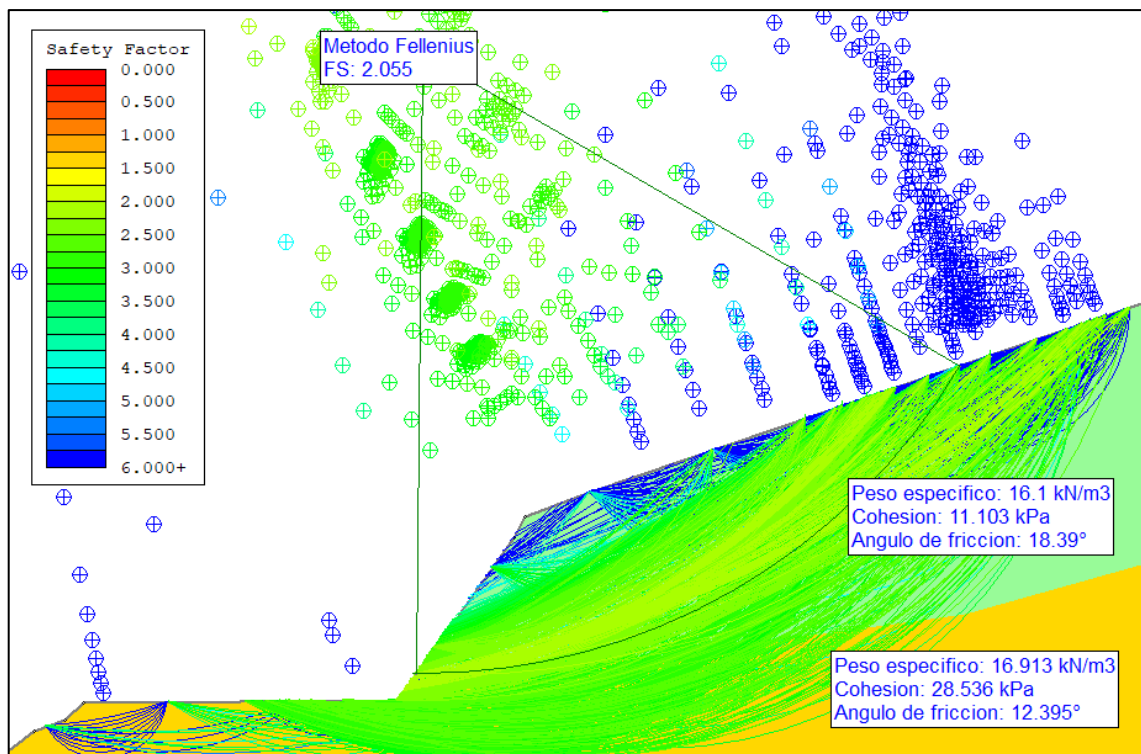 Safety Factor
0.000
0.500
1.000
1.500
2.000
2.500
3.000
3.500
4.000
4.500
5.000
5.500
6.000+
Metodo Fellenius
FS: 2.055
Peso especifico: 16.1 kN/m3
Cohesion: 11.103 kPa
Angulo de friccion: 18.39°
Peso especifico: 16.913 kN/m3
Cohesion: 28.536 kPa
Angulo de friccion: 12.395°